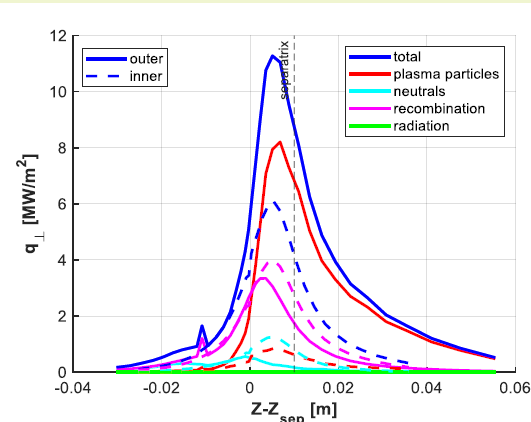 12
10
8
6
4
2
0
q⊥ [MW/m²]
outer
inner
separatrix
total
plasma particles
neutrals
recombination
radiation
-0.04 -0.02 0 0.02 0.04 0.06
Z-Zsep [m]